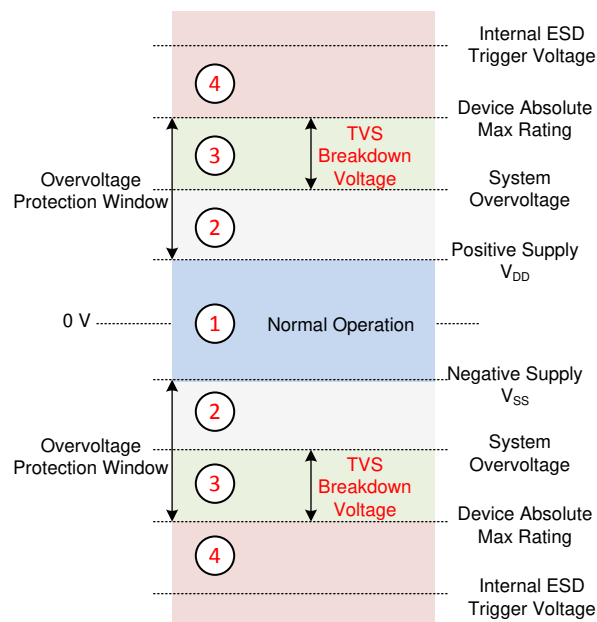 Internal ESD
Trigger Voltage
4
Device Absolute
Max Rating
TVS
Breakdown
Voltage
3
System
Overvoltage
Overvoltage
Protection Window
2
Positive Supply
VDD
0 V
1
Normal Operation
Negative Supply
VSS
2
System
Overvoltage
Overvoltage
Protection Window
TVS
Breakdown
Voltage
3
Device Absolute
Max Rating
4
Internal ESD
Trigger Voltage